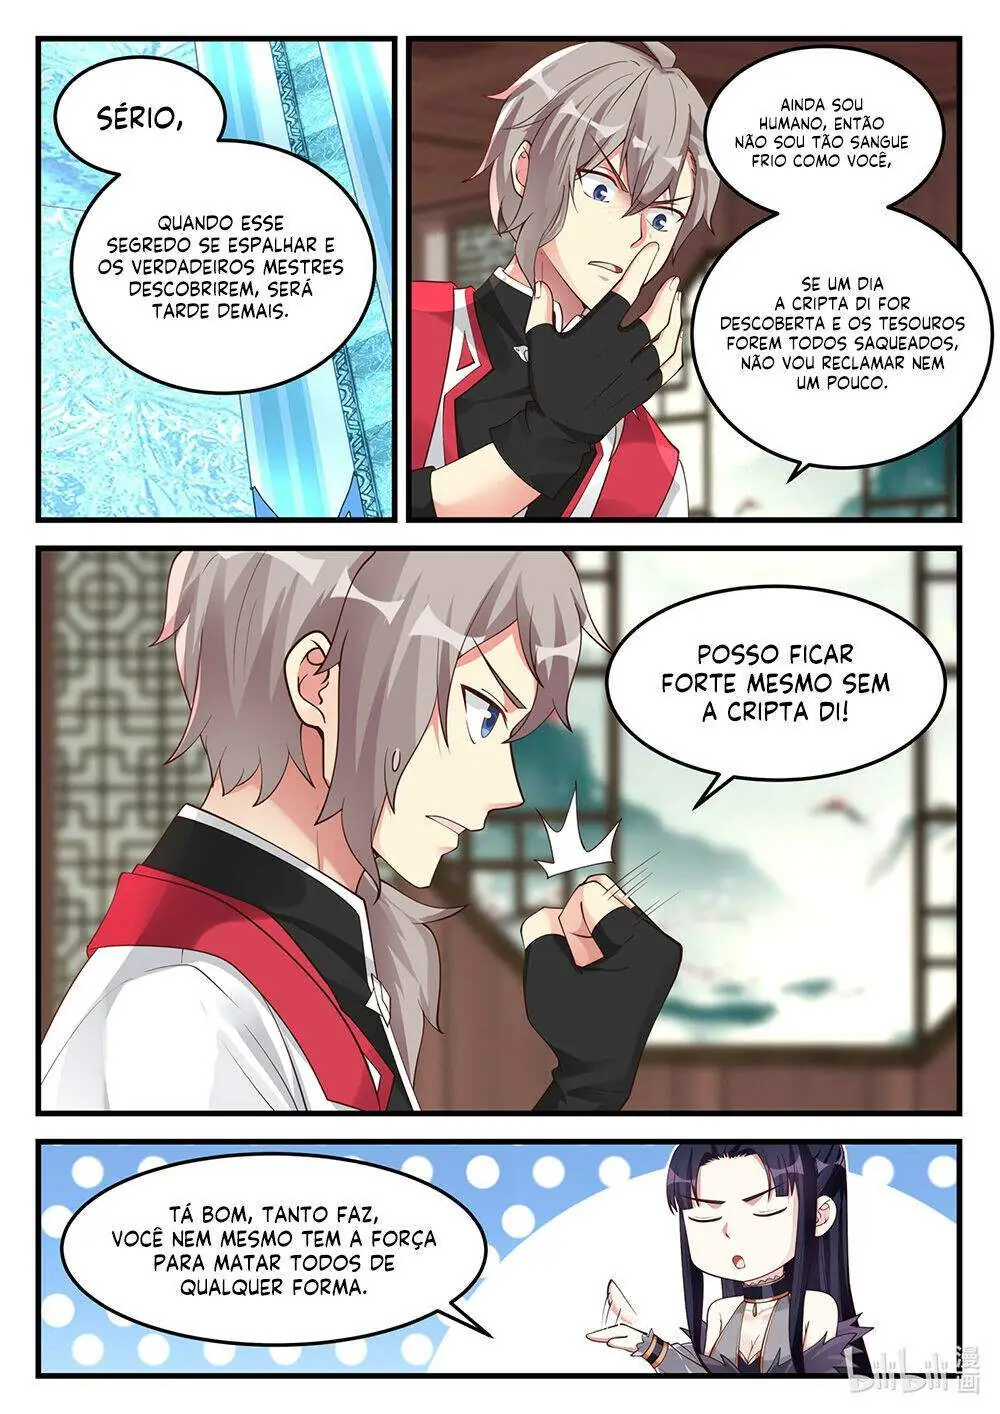 SÉRIO,
QUANDO ESSE
SEGREDO SE ESPALHAR E
OS VERDADEIROS MESTRES
DESCOBRIREM, SERÁ
TARDE DEMAIS.
AINDA SOU
HUMANO, ENTÃO
NÃO SOU TÃO SANGUE
FRIO COMO VOCÊ,
SE UM DIA
A CRIPTA DI FOR
DESCOBERTA E OS TESOUROS
FOREM TODOS SAQUEADOS,
NÃO VOU RECLAMAR NEM
UM POUCO.
POSSO FICAR
FORTE MESMO SEM
A CRIPTA DI!
TÁ BOM, TANTO FAZ,
VOCÊ NEM MESMO TEM A FORÇA
PARA MATAR TODOS DE
QUALQUER FORMA.
bilibili 漫画